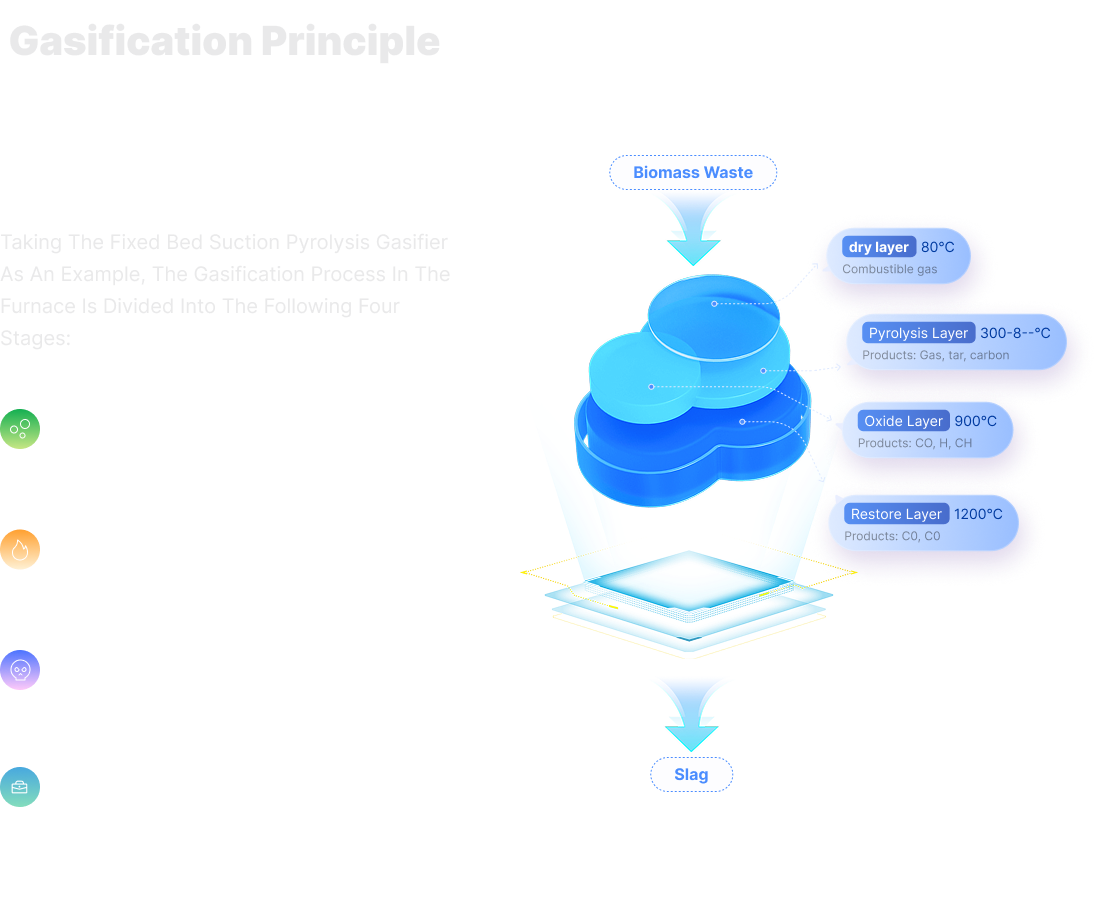 Gasification Principle
Biomass Waste
Taking The Fixed Bed Suction Pyrolysis Gasifier
As An Example, The Gasification Process In The
Furnace Is Divided Into The Following Four
Stages:
dry layer 80℃
Combustible gas
Pyrolysis Layer 300-8--℃
Products: Gas, tar, carbon
Oxide Layer 900℃
Products: CO, H, CH
Restore Layer 1200℃
Products: C0, C0
Slag